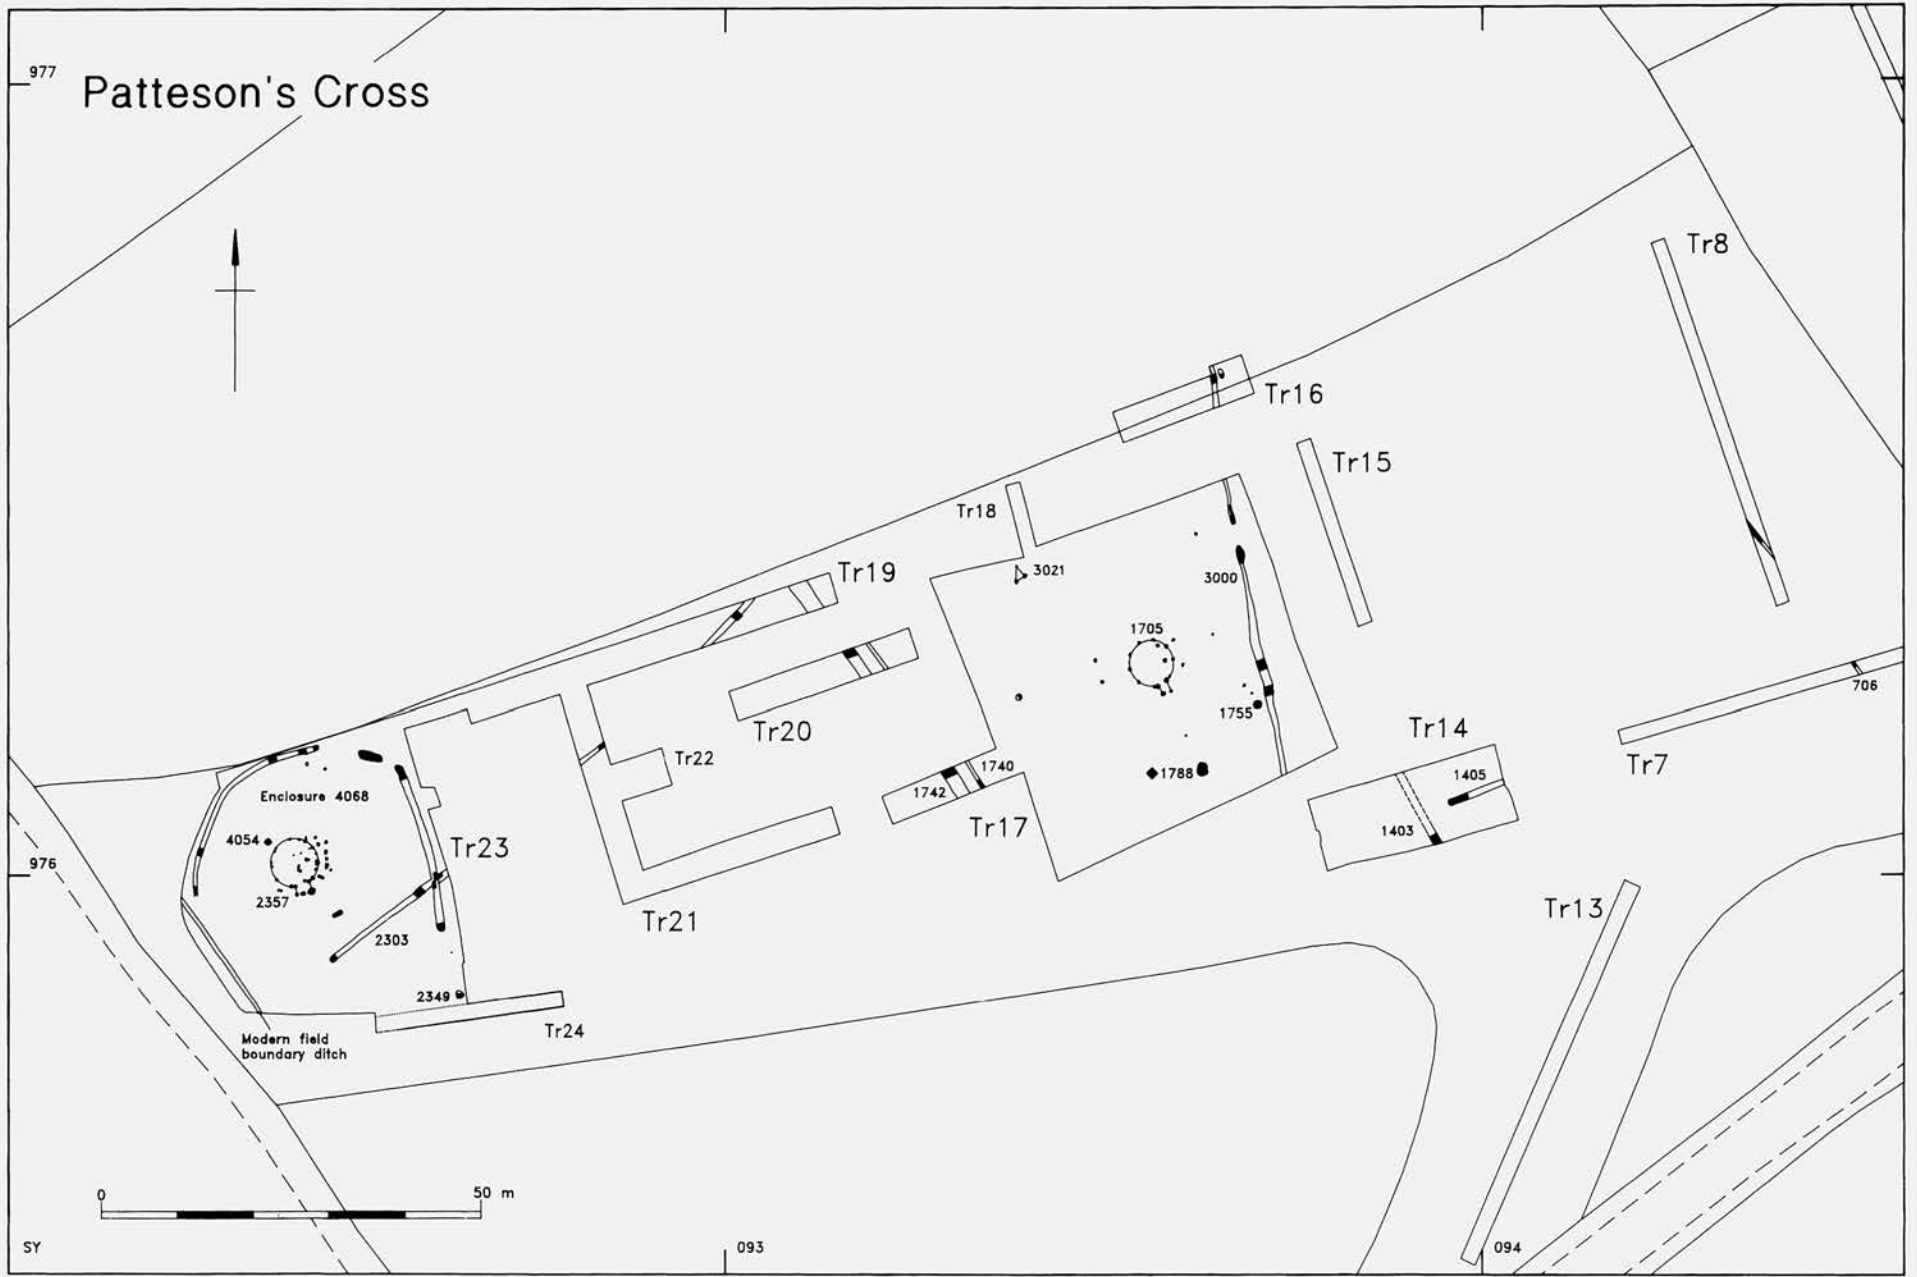 977
Patteson's Cross
Tr8
Tr16
Tr15
Tr18
3021
Tr19
3000
1705
706
1755
Tr20
Tr14
Tr22
Tr7
1740
1788
1405
1742
Enclosure 4068
Tr17
1403
4054
Tr23
976
2357
Tr13
Tr21
2303
2349
Tr24
Modern field
boundary ditch
0
50 m
SY
093
094